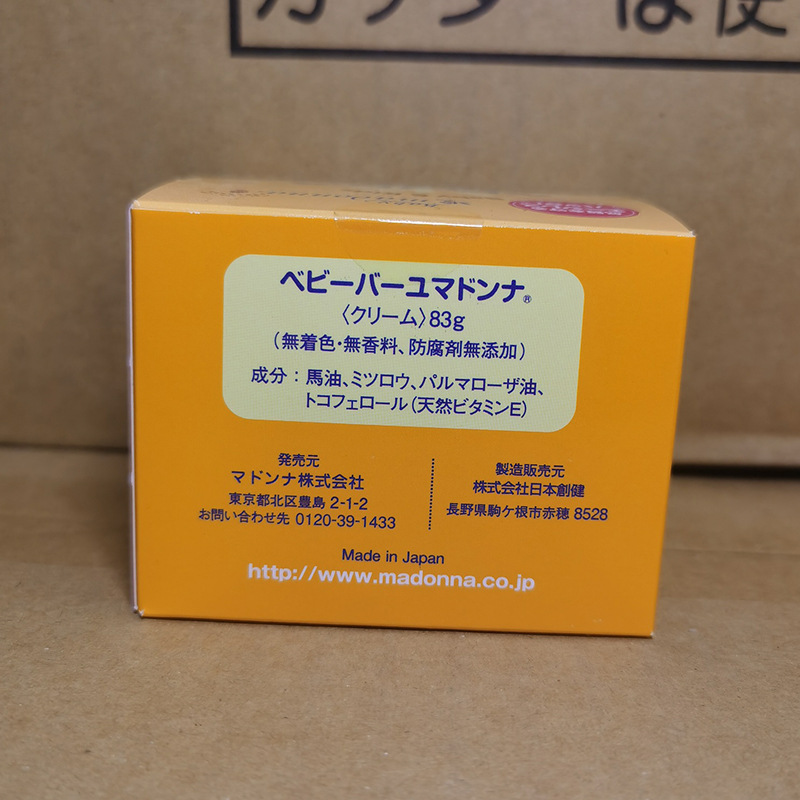 カッターは使
ベビーバーユマドンナ®
〈クリーム〉83g
(無着色・無香料、防腐剤無添加)
成分：馬油、ミツロウ、パルマローザ油、
トコフェロール(天然ビタミンE)
発売元
マドンナ株式会社
東京都北区豊島 2-1-2
お問い合わせ先 0120-39-1433
製造販売元
株式会社日本創健
長野県駒ケ根市赤穂 8528
Made in Japan
http://www.madonna.co.jp